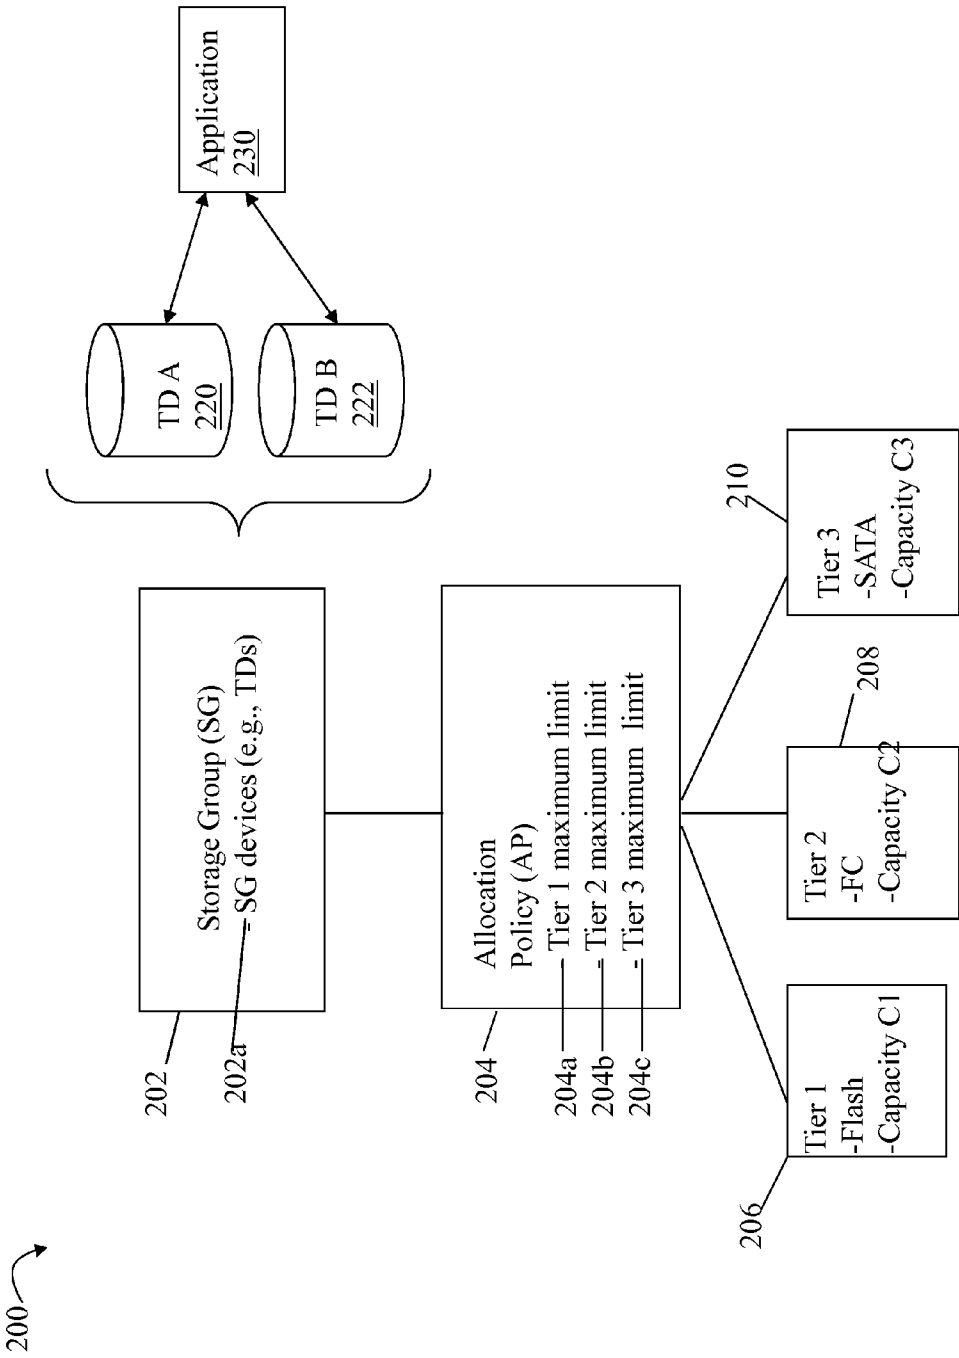 200
202
202a
Storage Group (SG)
- SG devices (e.g., TDs)
TD A
220
TD B
222
Application
230
204
204a
204b
204c
Allocation
Policy (AP)
- Tier 1 maximum limit
- Tier 2 maximum limit
- Tier 3 maximum limit
206
Tier 1
-Flash
-Capacity C1
208
Tier 2
-FC
-Capacity C2
210
Tier 3
-SATA
-Capacity C3